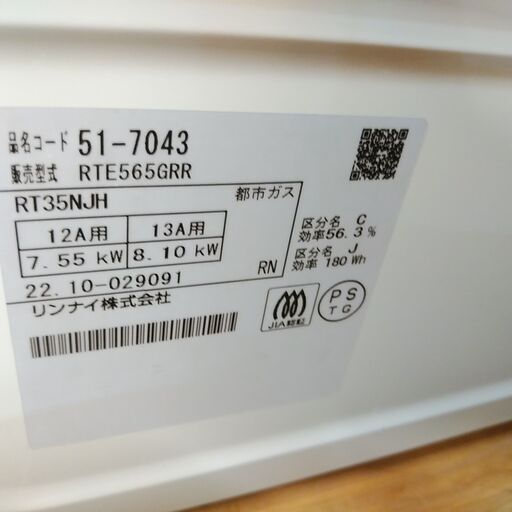 品名コード 51-7043
販売型式 RTE565GRR
RT35NJH 都市ガス
12A用 13A用
7.55 kW 8.10 kW
区分名 C
効率56.3%
区分名 J
効率 180 Wh
RN
22.10-029091
リンナイ株式会社
JIA認証
PS
TG